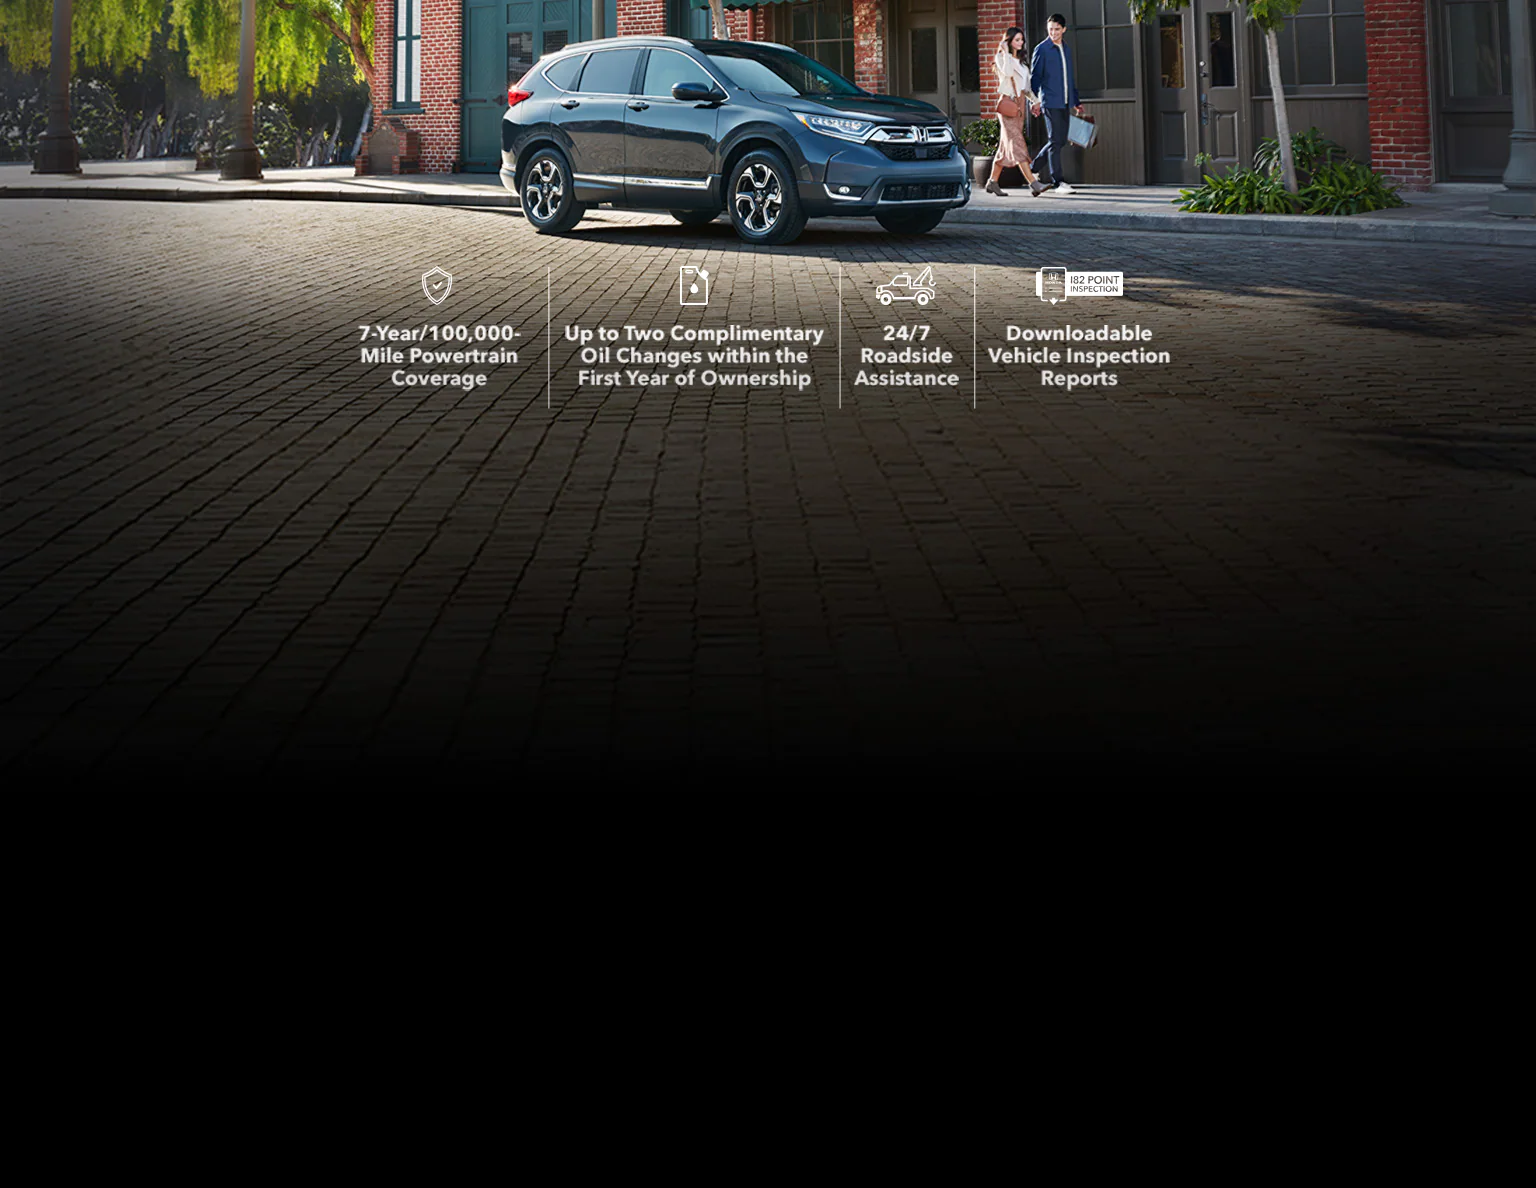 182 POINT
INSPECTION
7-Year/100,000-
Mile Powertrain
Coverage
Up to Two Complimentary
Oil Changes within the
First Year of Ownership
24/7
Roadside
Assistance
Downloadable
Vehicle Inspection
Reports